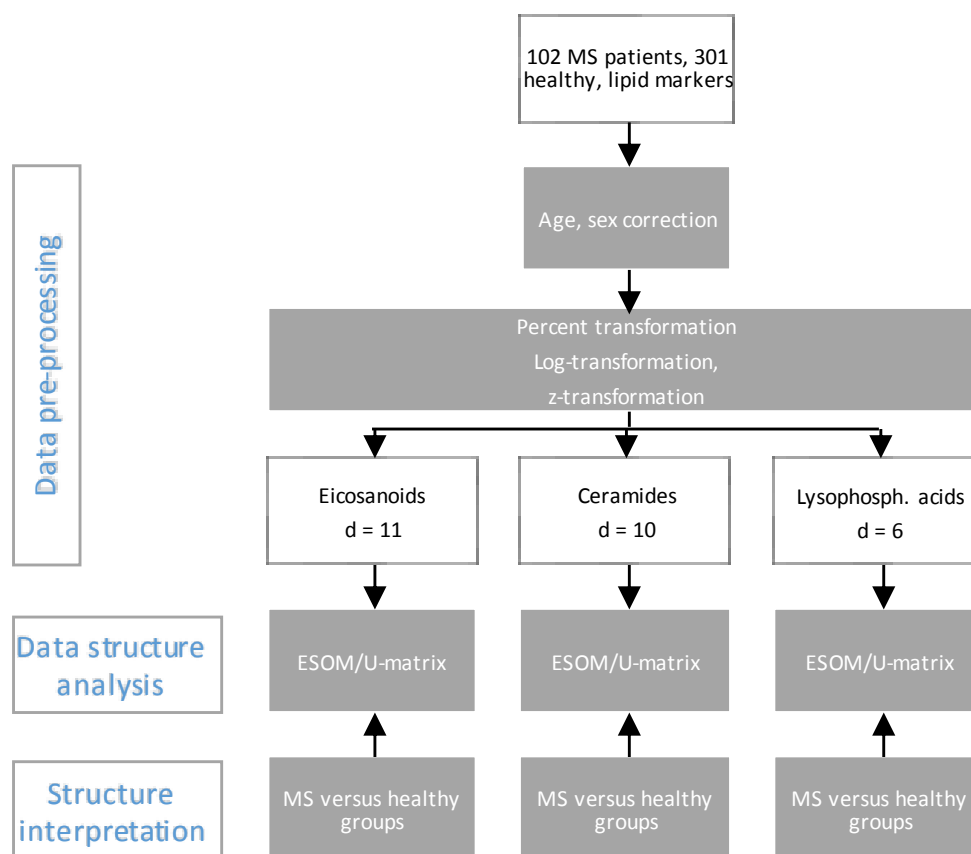 102 MS patients, 301
healthy, lipid markers
Data pre-processing
Age, sex correction
Percent transformation
Log-transformation,
z-transformation
Eicosanoids
d = 11
Ceramides
d = 10
Lysophosph. acids
d = 6
Data structure
analysis
ESOM/U-matrix
ESOM/U-matrix
ESOM/U-matrix
Structure
interpretation
MS versus healthy
groups
MS versus healthy
groups
MS versus healthy
groups